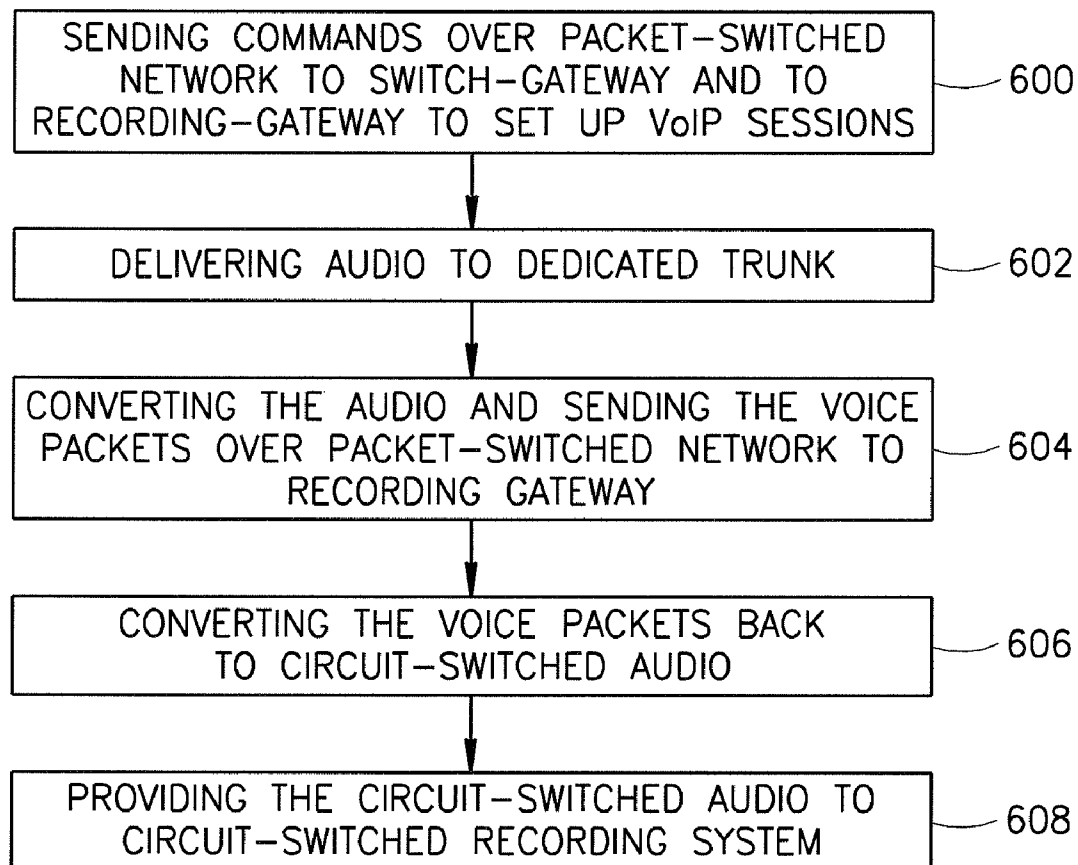 SENDING COMMANDS OVER PACKET-SWITCHED
NETWORK TO SWITCH-GATEWAY AND TO
RECORDING-GATEWAY TO SET UP VoIP SESSIONS
600
DELIVERING AUDIO TO DEDICATED TRUNK
602
CONVERTING THE AUDIO AND SENDING THE VOICE
PACKETS OVER PACKET-SWITCHED NETWORK TO
RECORDING GATEWAY
604
CONVERTING THE VOICE PACKETS BACK
TO CIRCUIT-SWITCHED AUDIO
606
PROVIDING THE CIRCUIT-SWITCHED AUDIO TO
CIRCUIT-SWITCHED RECORDING SYSTEM
608